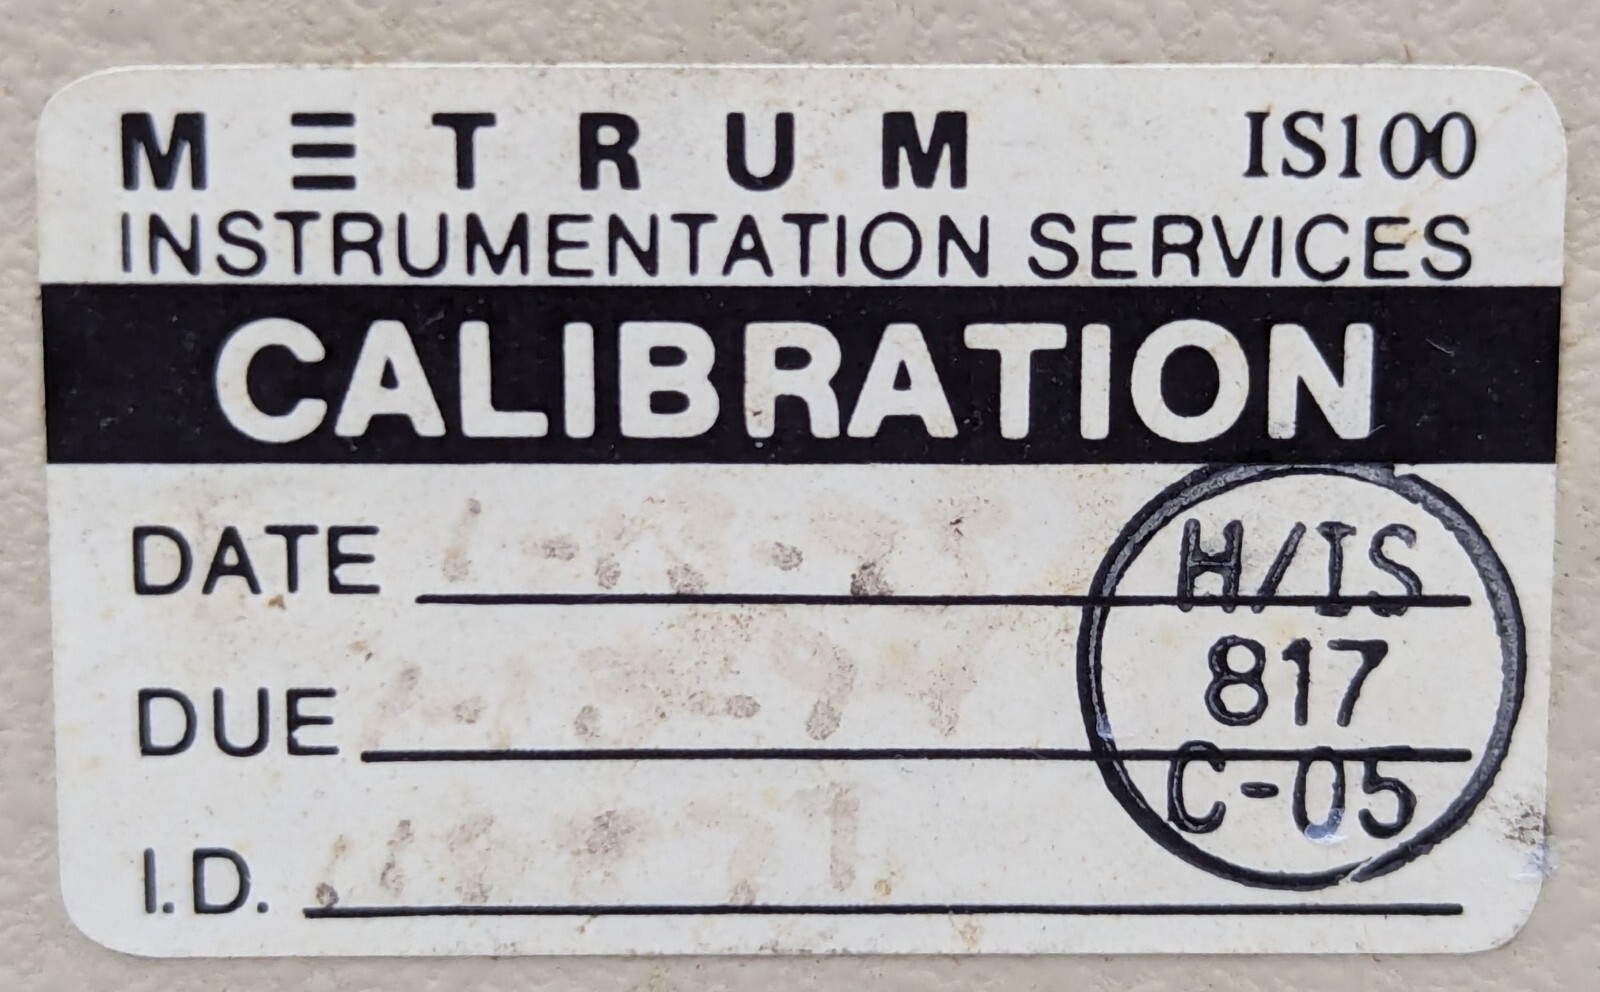 METRUM IS100
INSTRUMENTATION SERVICES
CALIBRATION
DATE
DUE
I.D.
H/IS
817
C-05